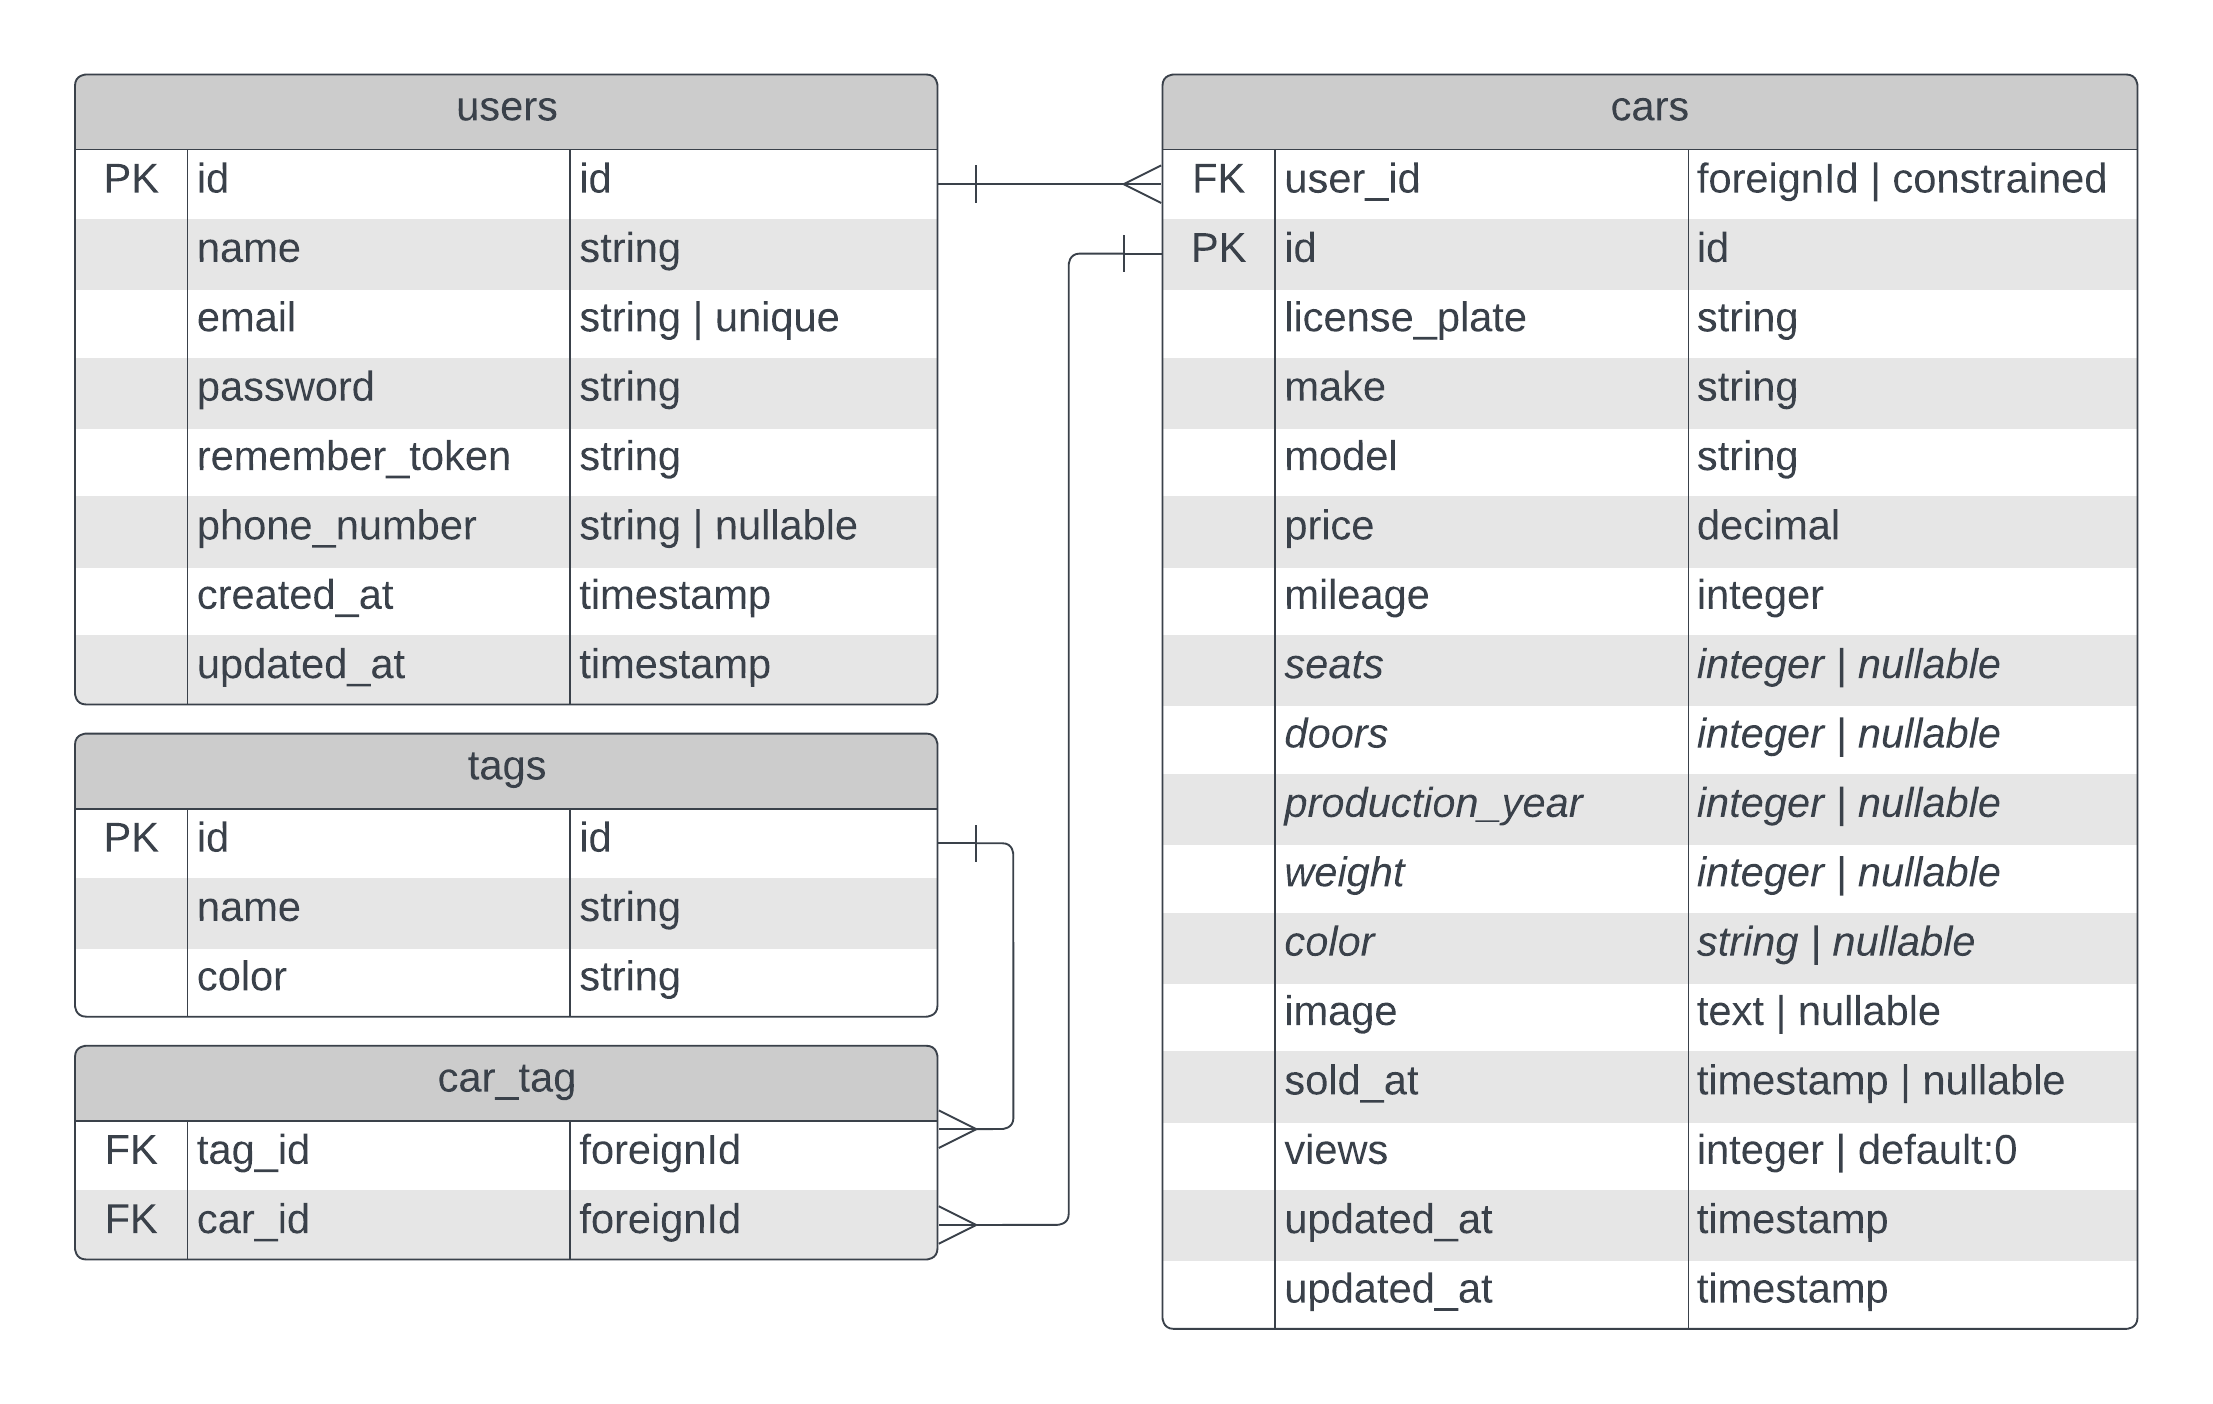 users
PK id id
name string
email string | unique
password string
remember_token string
phone_number string | nullable
created_at timestamp
updated_at timestamp
tags
PK id id
name string
color string
car_tag
FK tag_id foreignId
FK car_id foreignId
cars
FK user_id foreignId | constrained
PK id id
license_plate string
make string
model string
price decimal
mileage integer
seats integer | nullable
doors integer | nullable
production_year integer | nullable
weight integer | nullable
color string | nullable
image text | nullable
sold_at timestamp | nullable
views integer | default:0
updated_at timestamp
updated_at timestamp